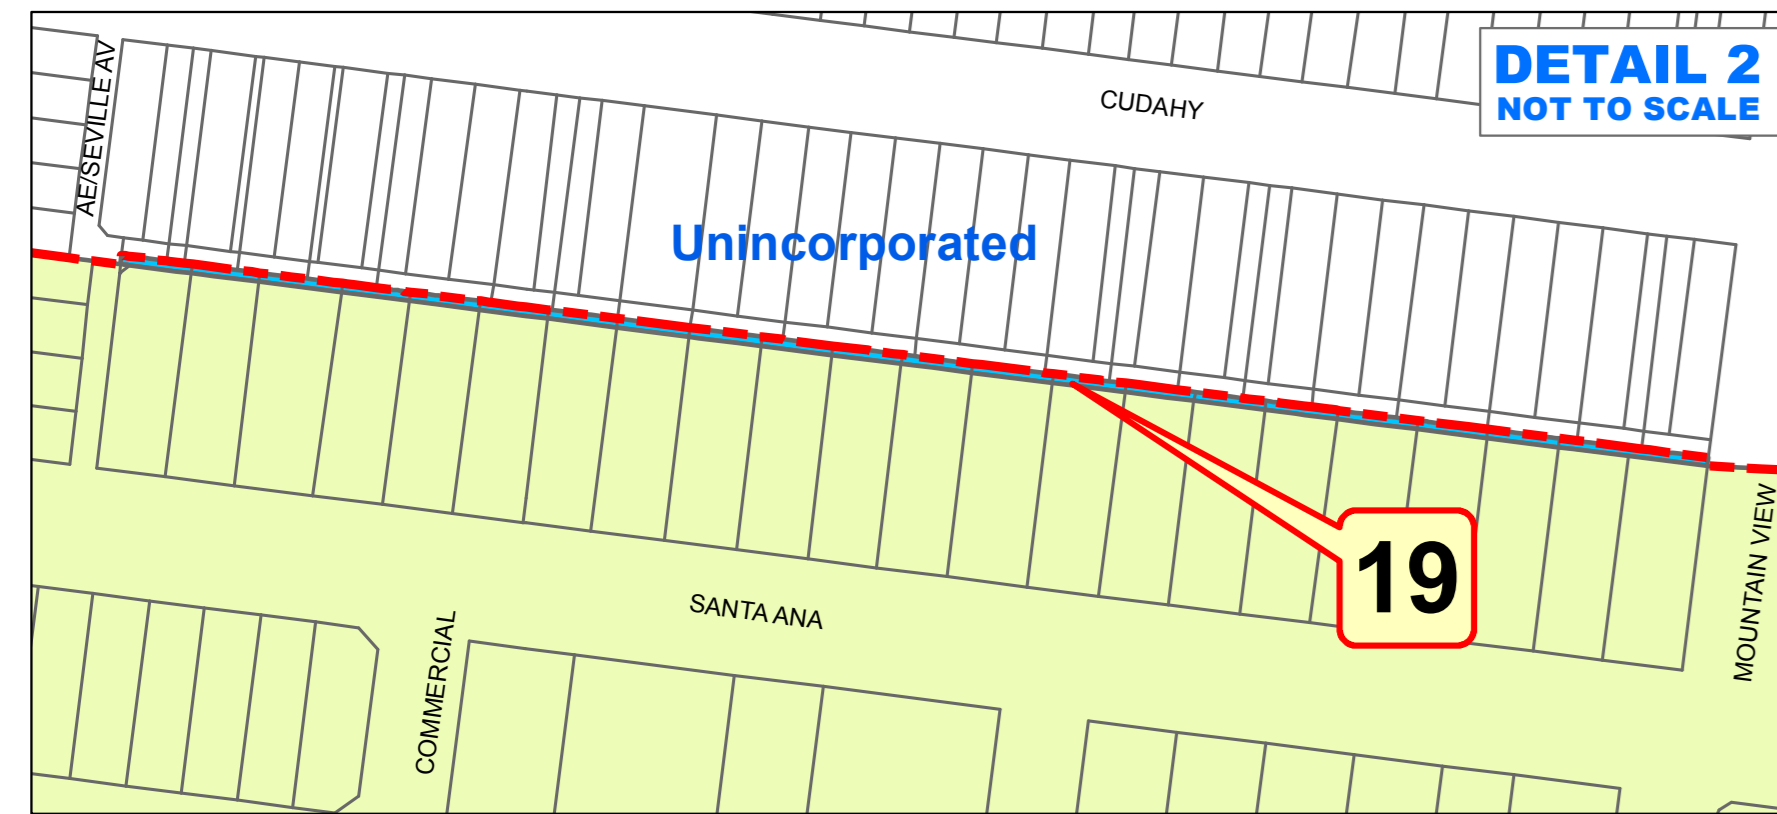 DETAIL 2
NOT TO SCALE
CUDAHY
AE/SEVILLE AV
Unincorporated
19
SANTA ANA
COMMERCIAL
MOUNTAIN VIEW